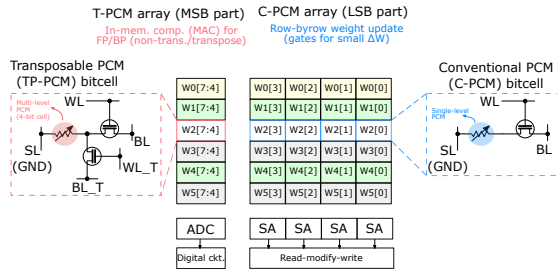 T-PCM array (MSB part)
In-mem. comp. (MAC) for
FP/BP (non-trans./transpose)
C-PCM array (LSB part)
Row-byrow weight update
(gates for small ΔW)
Transposable PCM
(TP-PCM) bitcell
Multi-level
PCM
(4-bit cell)
WL
BL
SL
(GND)
WL_T
BL_T
W0[7:4]
W1[7:4]
W2[7:4]
W3[7:4]
W4[7:4]
W5[7:4]
W0[3] W0[2] W0[1] W0[0]
W1[3] W1[2] W1[1] W1[0]
W2[3] W2[2] W2[1] W2[0]
W3[3] W3[2] W3[1] W3[0]
W4[3] W4[2] W4[1] W4[0]
W5[3] W5[2] W5[1] W5[0]
ADC
Digital ckt.
SA SA SA SA
Read-modify-write
Conventional PCM
(C-PCM) bitcell
Single-level
PCM
WL
BL
SL
(GND)